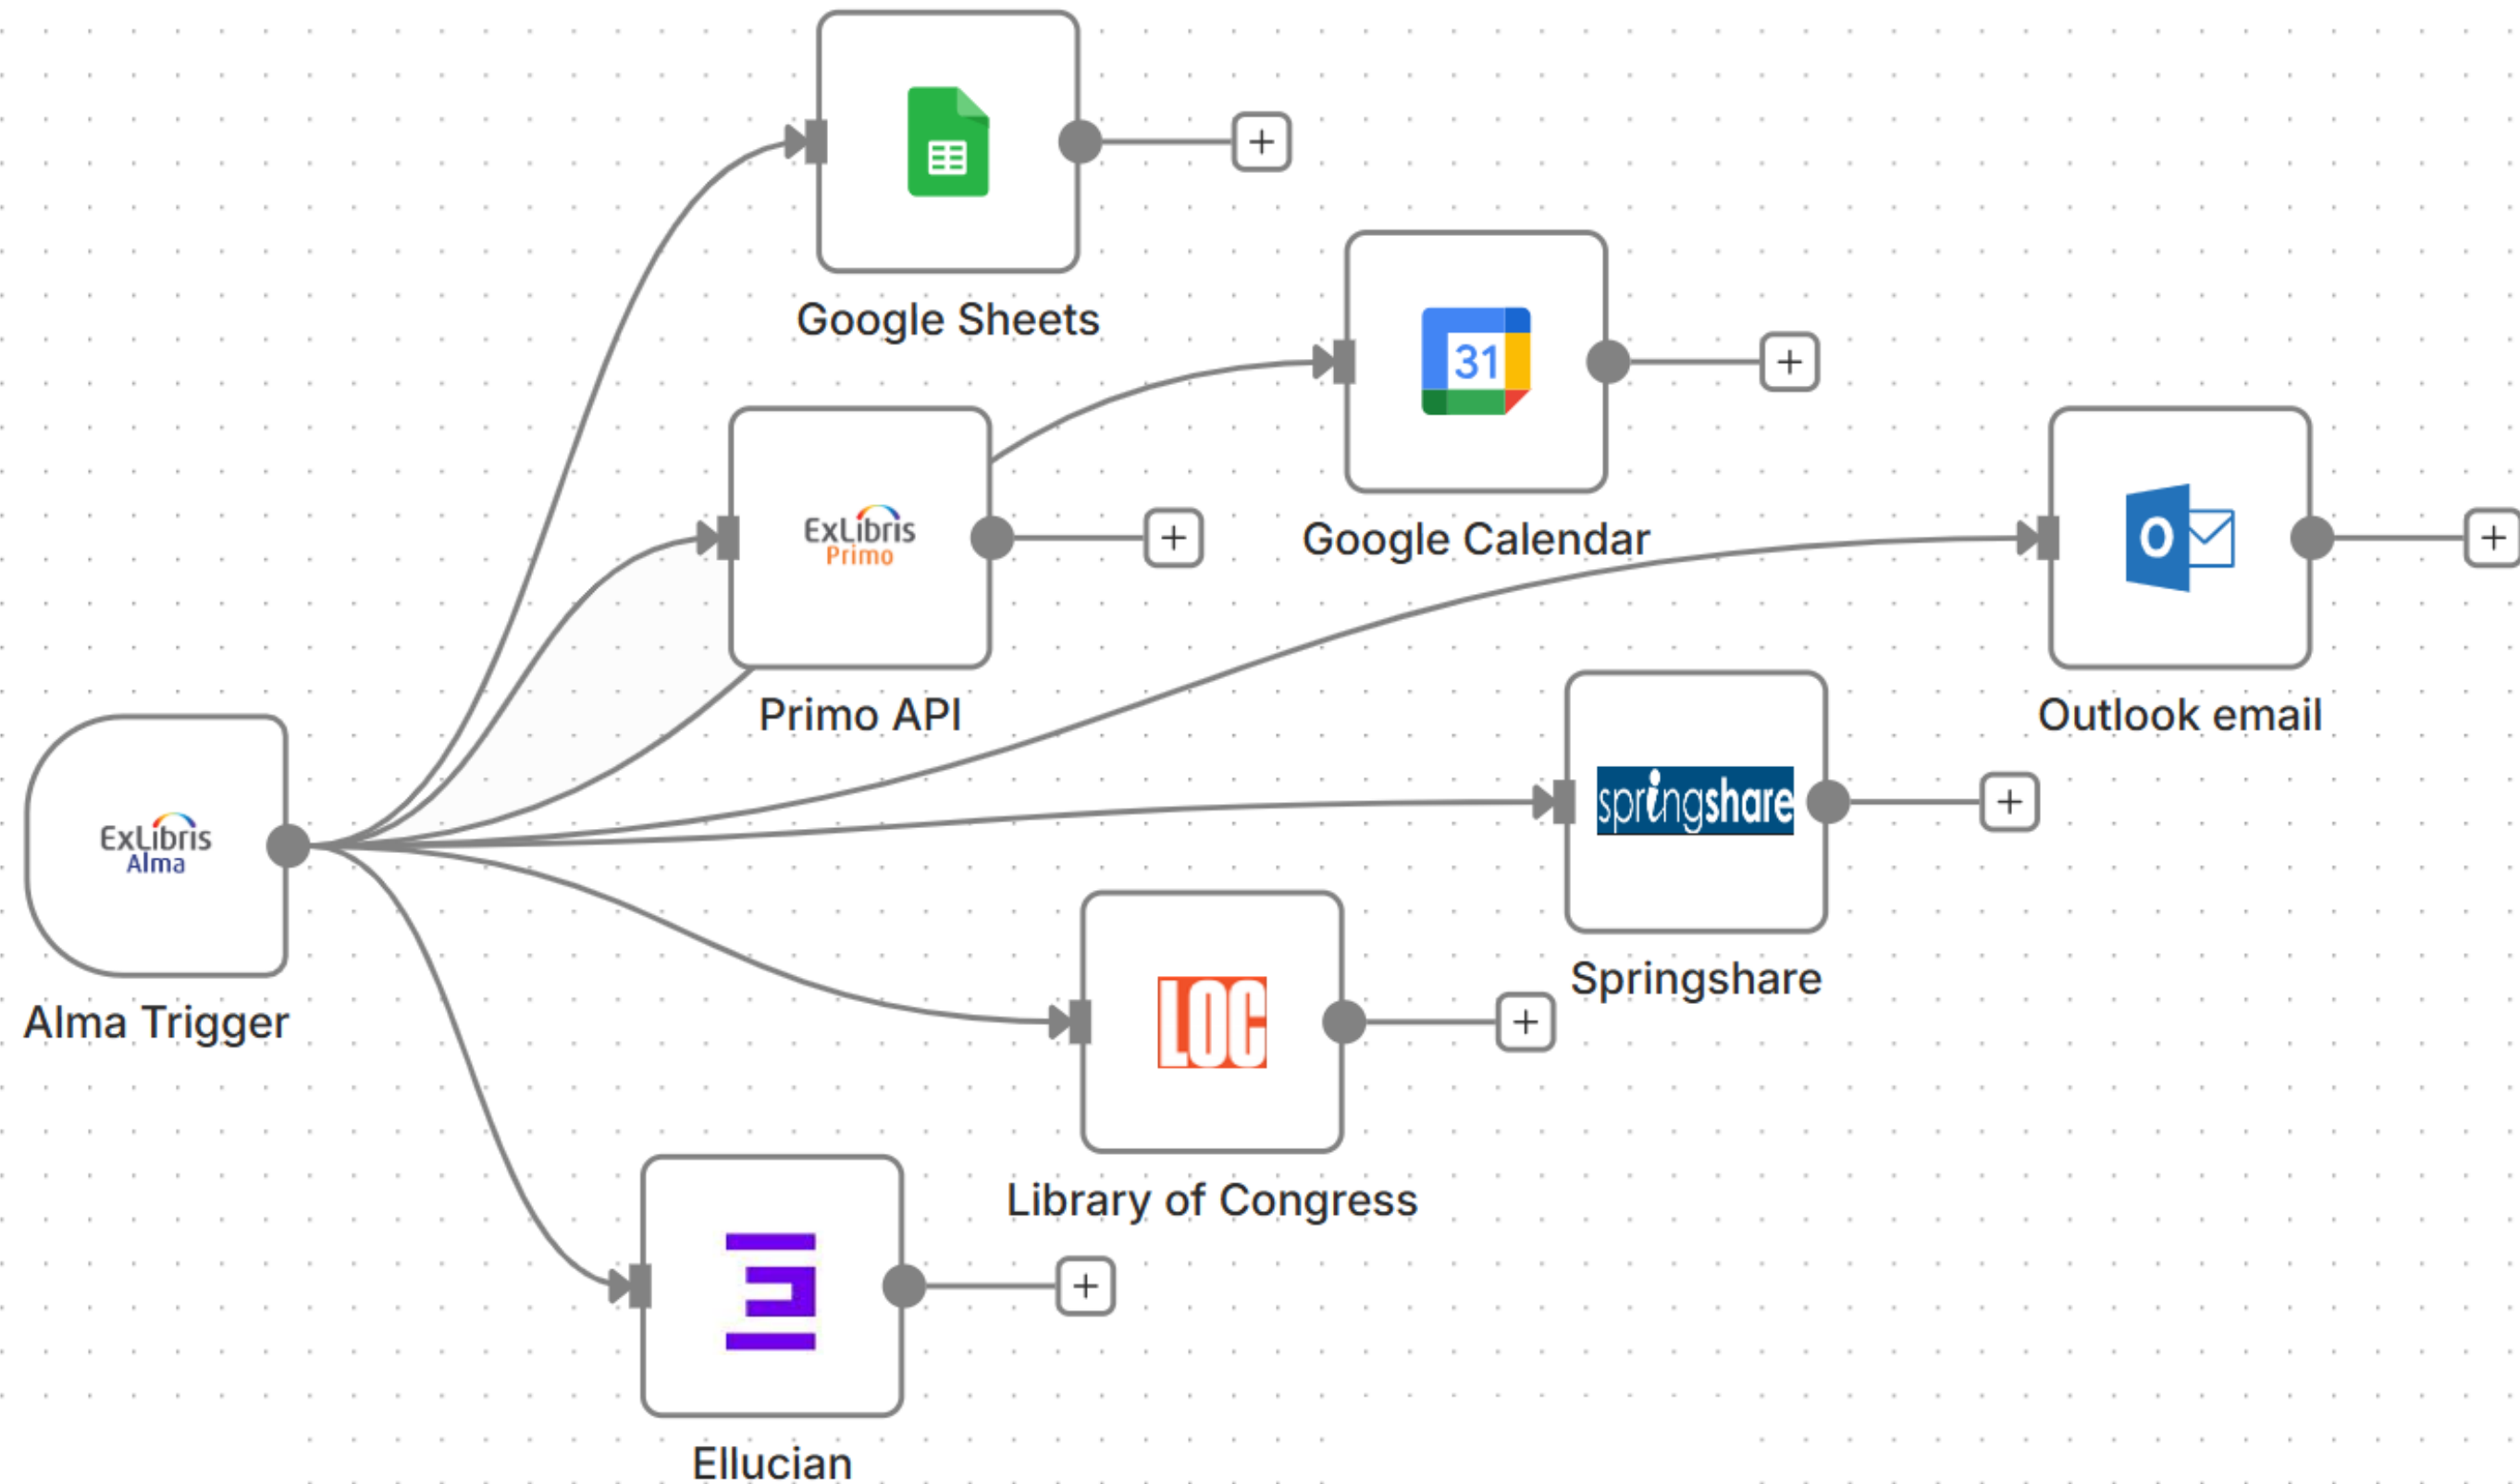 Google Sheets
31
Google Calendar
ExLibris
Primo
Primo API
O
Outlook email
springshare
Springshare
ExLibris
Alma
Alma Trigger
LOC
Library of Congress
Ellucian